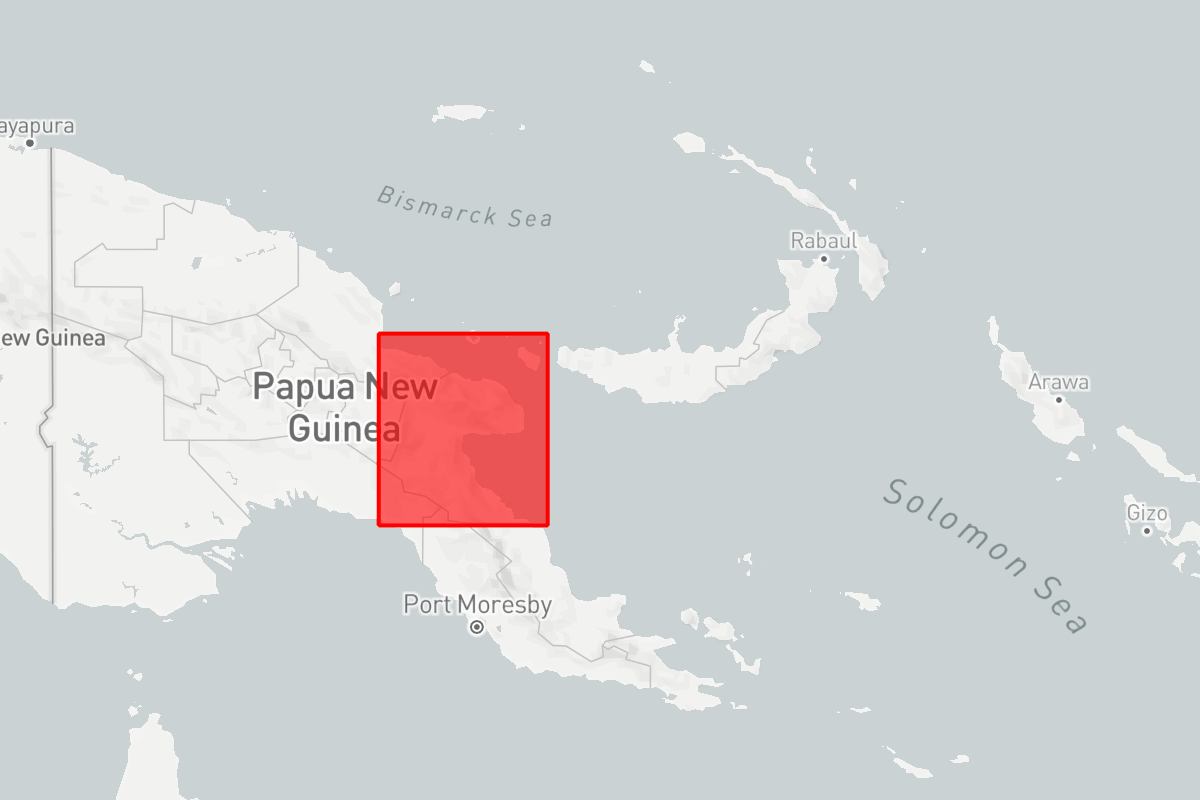 ayapura
Bismarck Sea
Rabaul
ew Guinea
Papua New
Guinea
Arawa
Solomon Sea
Gizo
Port Moresby